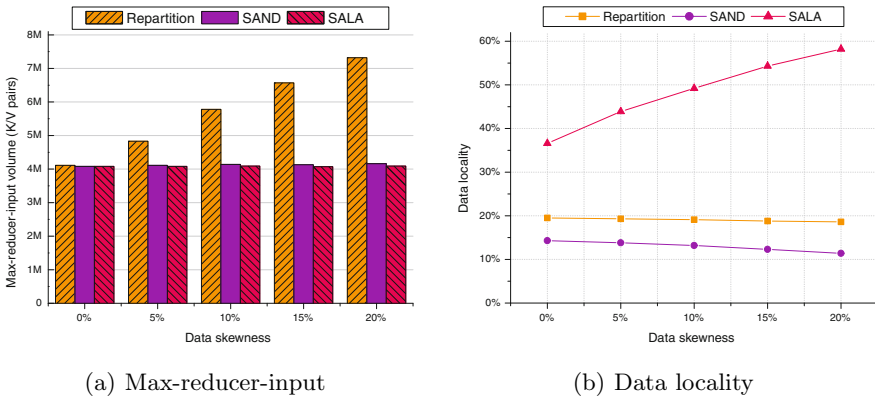 Repartition SAND SALA
8M
7M
6M
5M
4M
3M
2M
1M
0
Max-reducer-input volume (K/V pairs)
0% 5% 10% 15% 20%
Data skewness
(a) Max-reducer-input
Repartition SAND SALA
60%
50%
40%
30%
20%
10%
0%
Data locality
0% 5% 10% 15% 20%
Data skewness
(b) Data locality